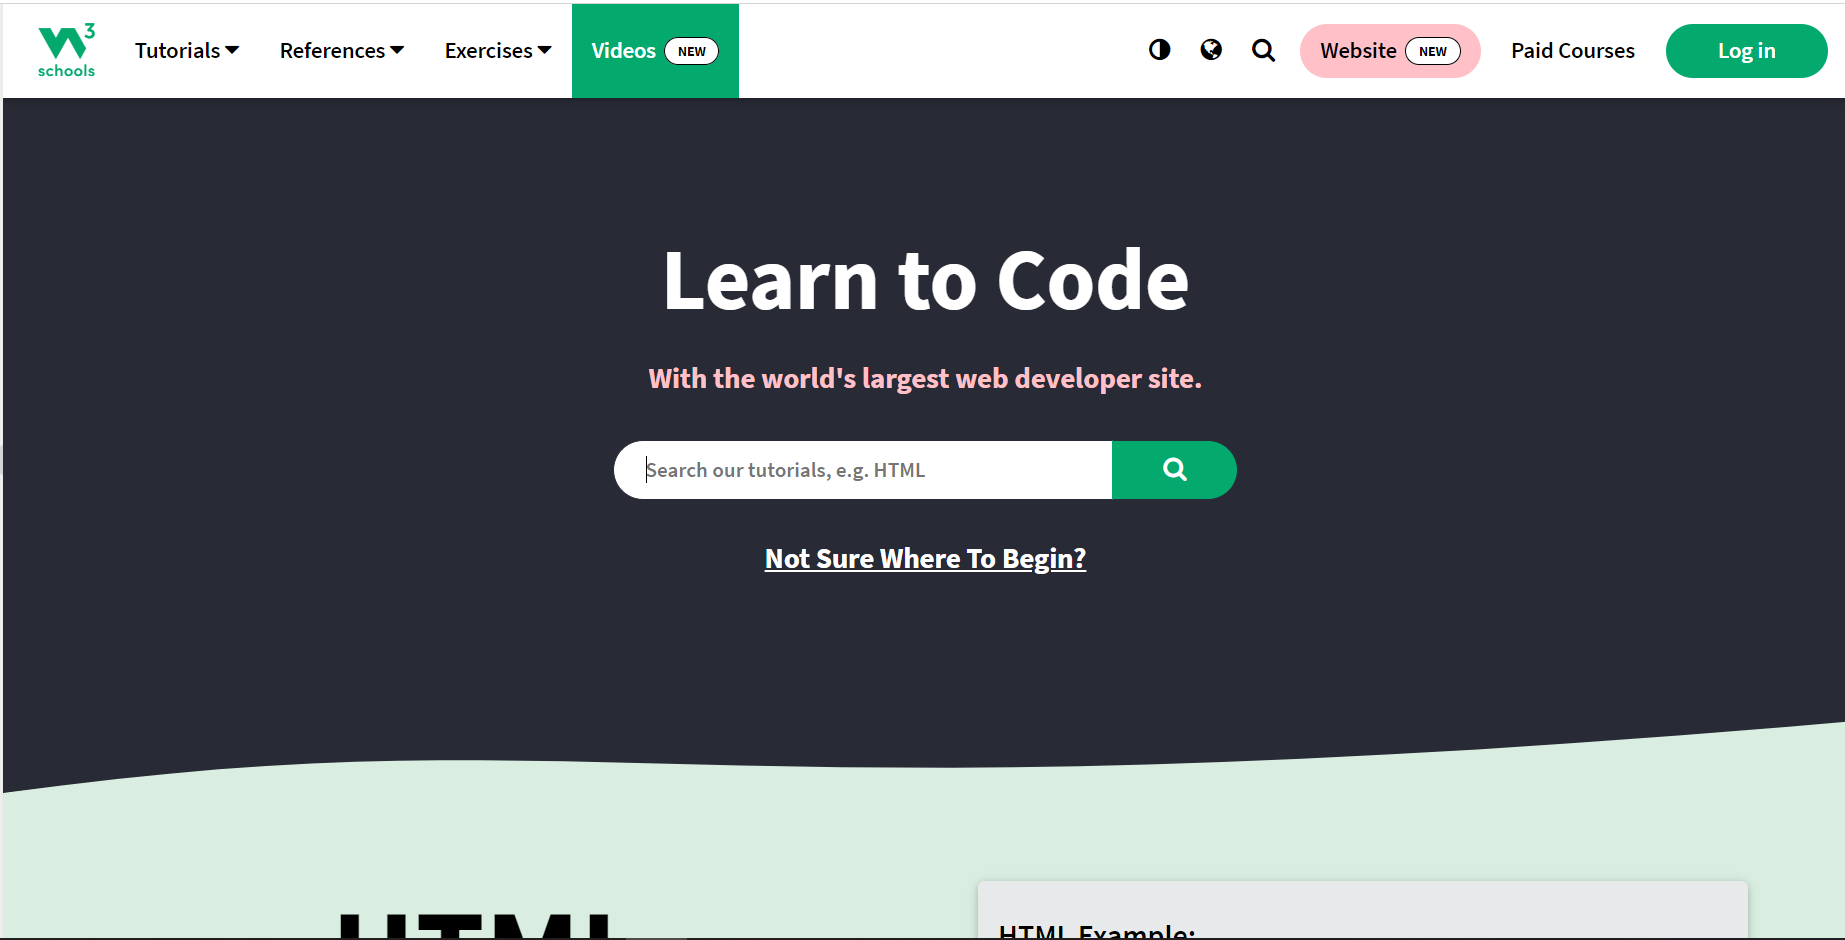 W3 schools
Tutorials References Exercises Videos NEW Website NEW Paid Courses Log in
Learn to Code
With the world's largest web developer site.
Search our tutorials, e.g. HTML
Not Sure Where To Begin?
HTML
HTML Example: